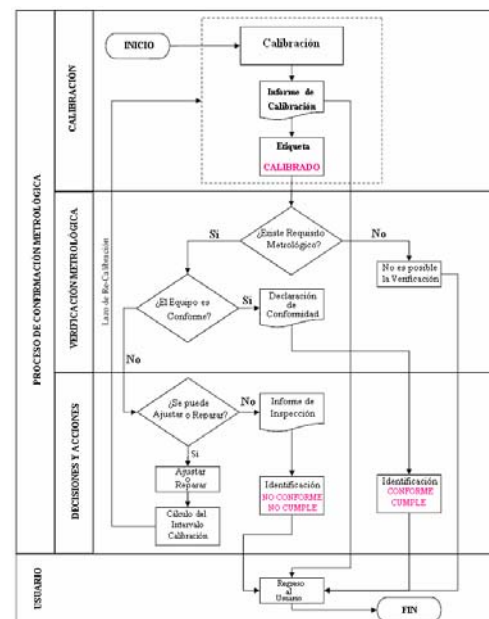 PROCESO DE CONFIRMACIÓN METROLÓGICA
CALIBRACIÓN
INICIO
Calibración
Informe de
Calibración
Etiqueta
CALIBRADO
VERIFICACIÓN METROLÓGICA
Lazo de Re-Calibración
¿Existe Requisito
Metrológico?
Si
No
No es posible
la Verificación
¿El Equipo es
Conforme?
Si
Declaración
de
Conformidad
No
DECISIONES Y ACCIONES
¿Se puede
Ajustar o Reparar?
No
Informe de
Inspección
Si
Ajustar
o
Reparar
Cálculo del
Intervalo
Calibración
Identificación
NO CONFORME
NO CUMPLE
Identificación
CONFORME
CUMPLE
USUARIO
Regreso
al
Usuario
FIN